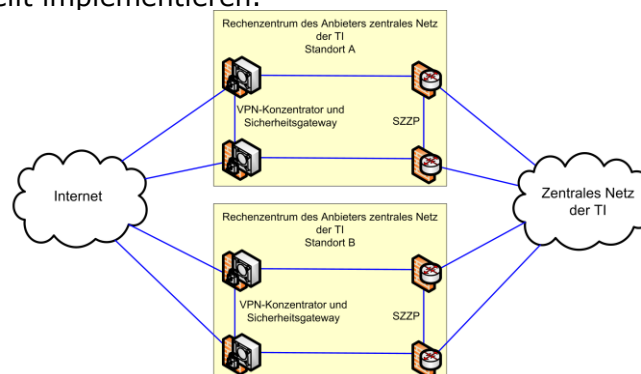 implementieren.
Rechenzentrum des Anbieters zentrales Netz
der TI
Standort A
VPN-Konzentrator und
Sicherheitsgateway
SZZP
Internet
Zentrales Netz
der TI
Rechenzentrum des Anbieters zentrales Netz
der TI
Standort B
VPN-Konzentrator und
Sicherheitsgateway
SZZP